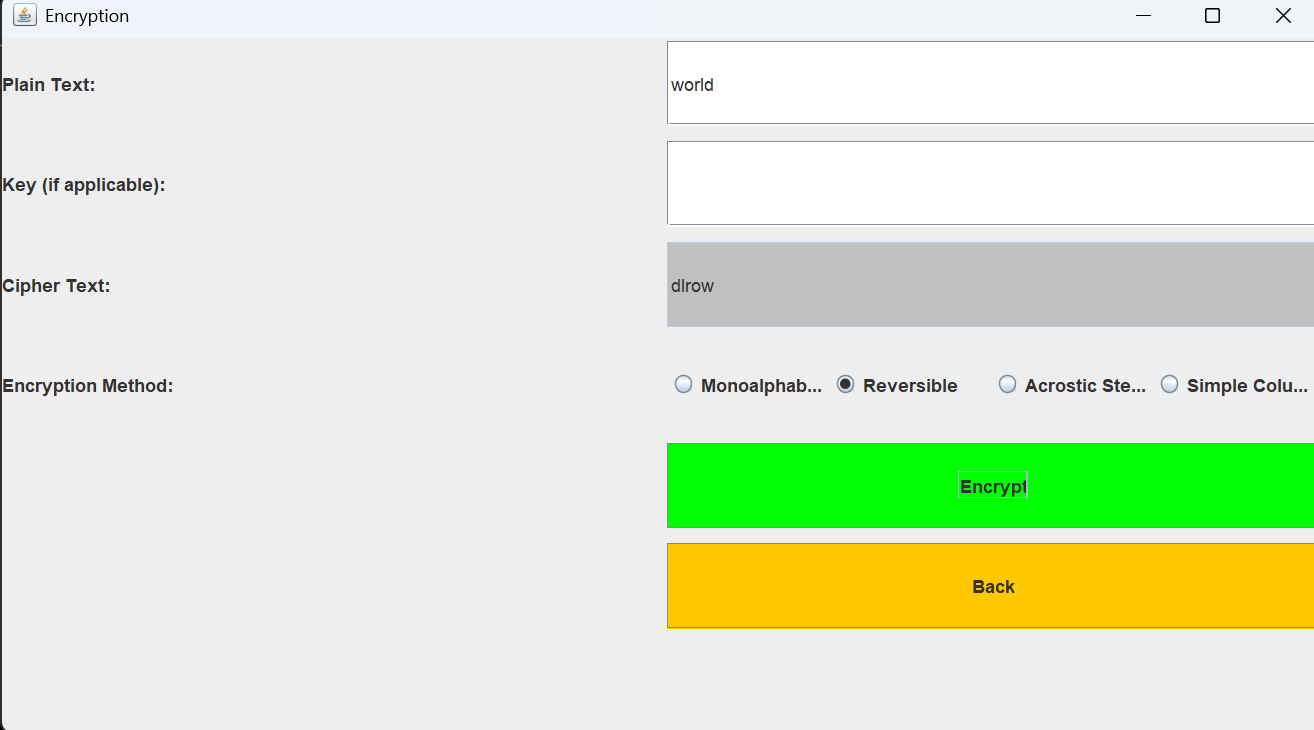 Encryption
Plain Text: world
Key (if applicable):
Cipher Text: dlrow
Encryption Method: Monoalphab... Reversible Acrostic Ste... Simple Colu...
Encrypt
Back